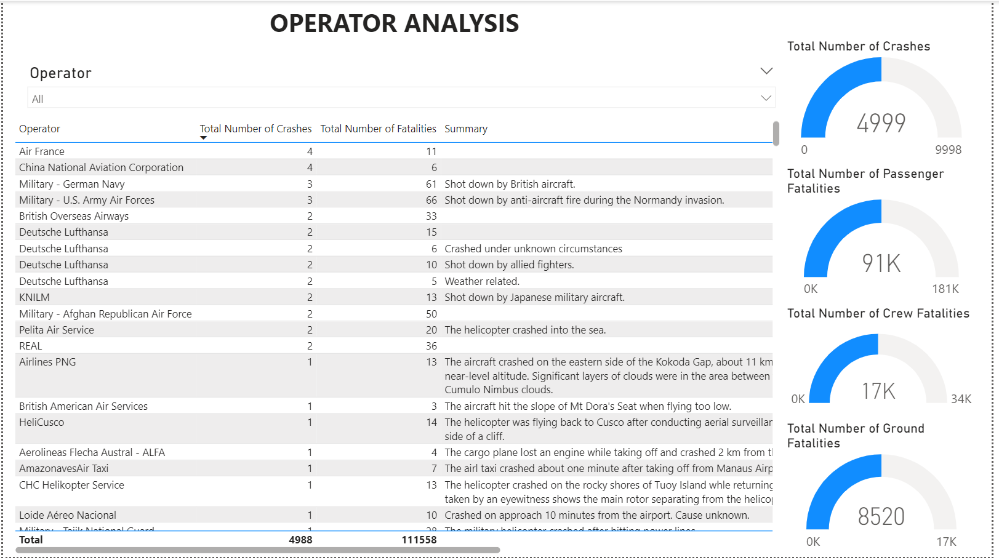 OPERATOR ANALYSIS
Operator
All
Operator Total Number of Crashes Total Number of Fatalities Summary
Air France 4 11
China National Aviation Corporation 4 6
Military - German Navy 3 61 Shot down by British aircraft.
Military - U.S. Army Air Forces 3 66 Shot down by anti-aircraft fire during the Normandy invasion.
British Overseas Airways 2 33
Deutsche Lufthansa 2 15
Deutsche Lufthansa 2 6 Crashed under unknown circumstances
Deutsche Lufthansa 2 10 Shot down by allied fighters.
Deutsche Lufthansa 2 5 Weather related.
KNILM 2 13 Shot down by Japanese military aircraft.
Military - Afghan Republican Air Force 2 50
Pelita Air Service 2 20 The helicopter crashed into the sea.
REAL 2 36
Airlines PNG 1 13 The aircraft crashed on the eastern side of the Kokoda Gap, about 11 km
near-level altitude. Significant layers of clouds were in the area between
Cumulo Nimbus clouds.
British American Air Services 1 3 The aircraft hit the slope of Mt Dora's Seat when flying too low.
HeliCusco 1 14 The helicopter was flying back to Cusco after conducting aerial surveillan
side of a cliff.
Aerolineas Flecha Austral - ALFA 1 4 The cargo plane lost an engine while taking off and crashed 2 km from
AmazonavesAir Taxi 1 7 The airl taxi crashed about one minute after taking off from Manaus Airp
CHC Helikopter Service 1 13 The helicopter crashed on the rocky shores of Tuoy Island whle returning
taken by an eyewitness shows the main rotor separating from the helicop
Loide Aéreo Nacional 1 10 Crashed on approach 10 minutes from the airport. Cause unknown.
Military - Tajik National Guard 1 28 The military helicopter crashed after hitting power lines.
Total 4988 111558
Total Number of Crashes
4999
0 9998
Total Number of Passenger
Fatalities
91K
0K 181K
Total Number of Crew Fatalities
17K
0K 34K
Total Number of Ground
Fatalities
8520
0K 17K